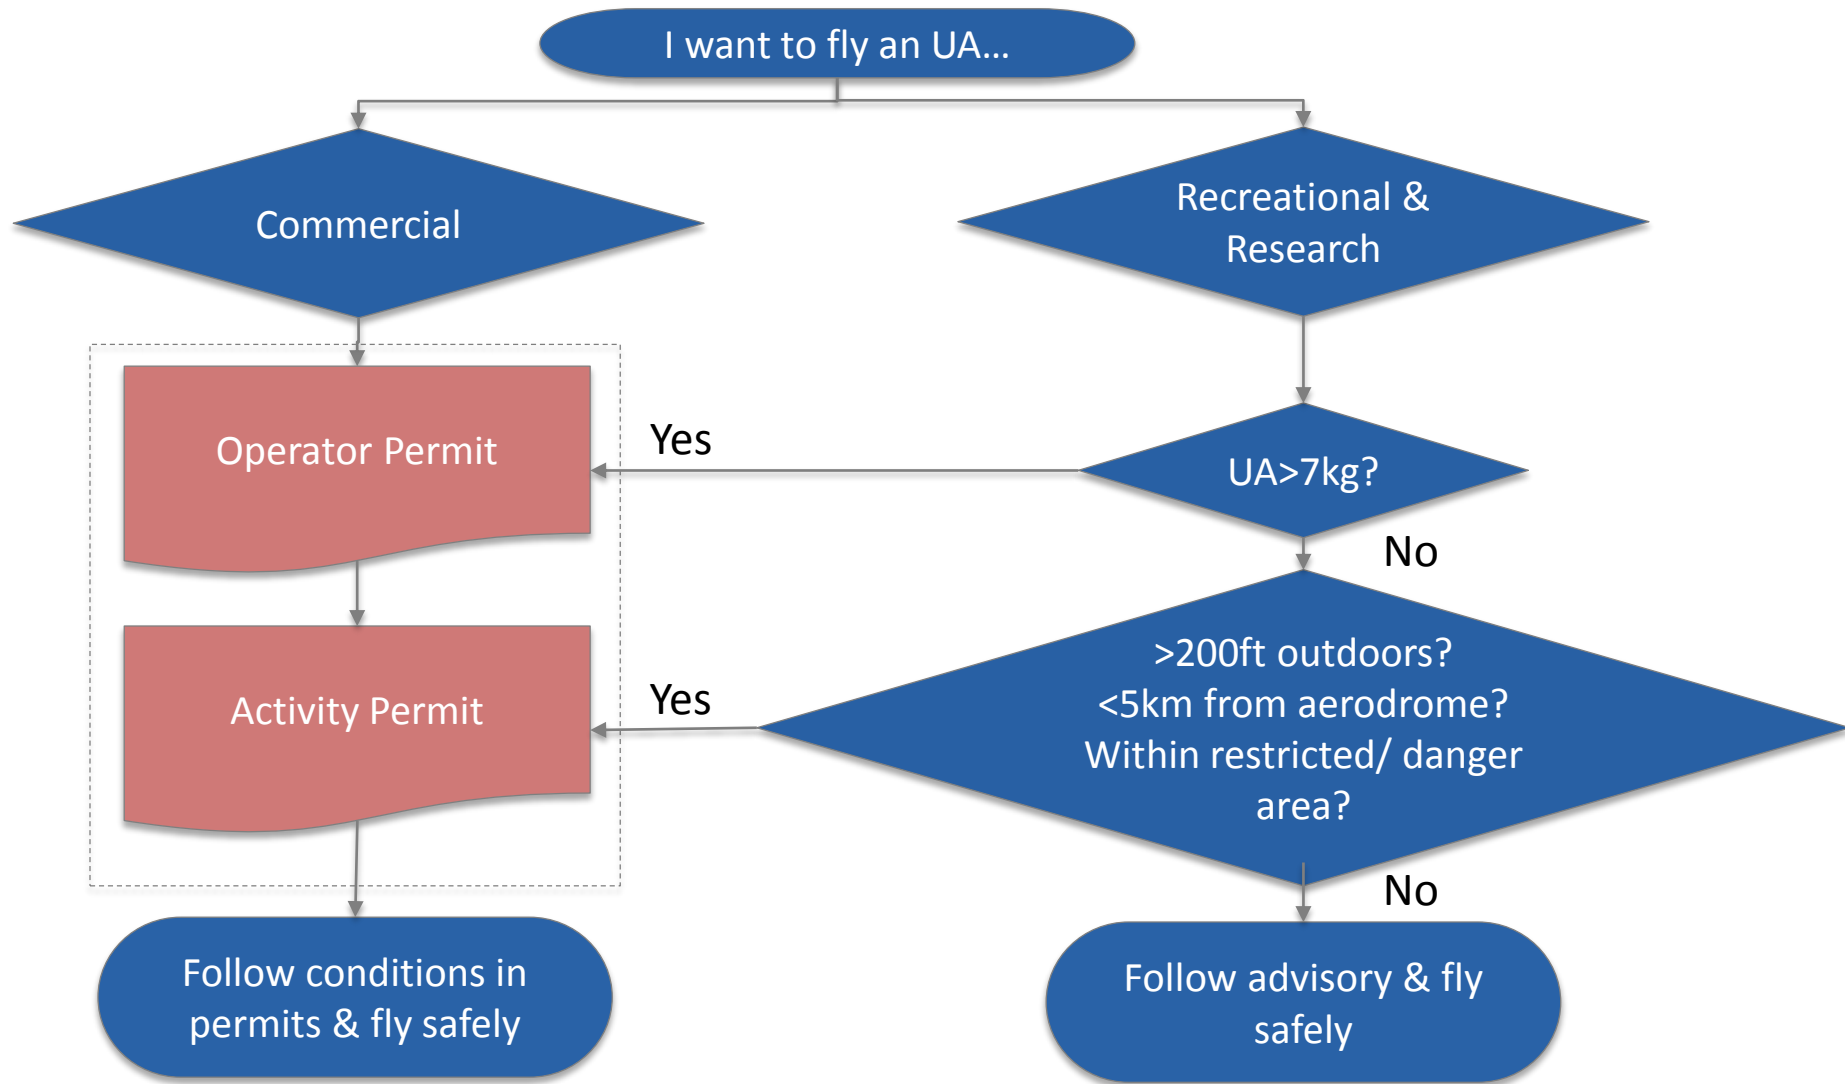 I want to fly an UA...
Commercial
Recreational &
Research
Operator Permit
Yes
UA>7kg?
No
Activity Permit
Yes
>200ft outdoors?
<5km from aerodrome?
Within restricted/ danger
area?
No
Follow conditions in
permits & fly safely
Follow advisory & fly
safely